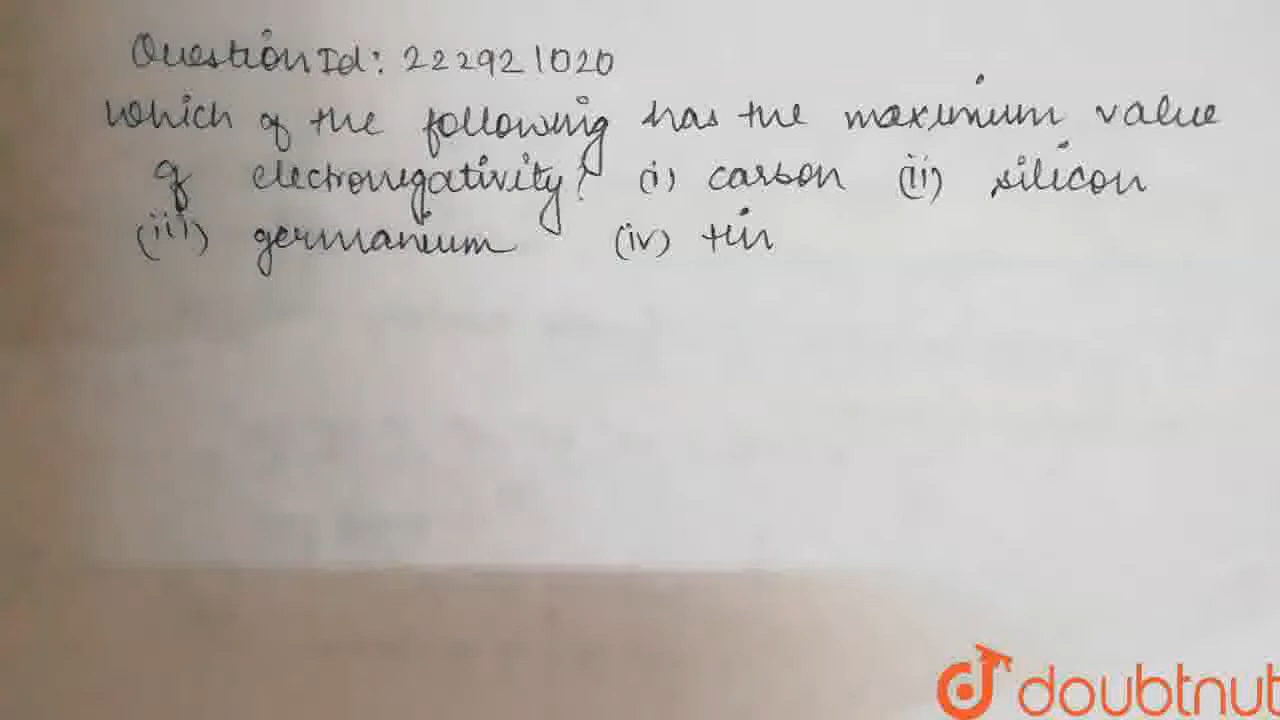 Question Id: 222921020
which of the following has the maximum value
of electronegativity? (i) carbon (ii) silicon
(iii) germanium (iv) tin
doubtnut